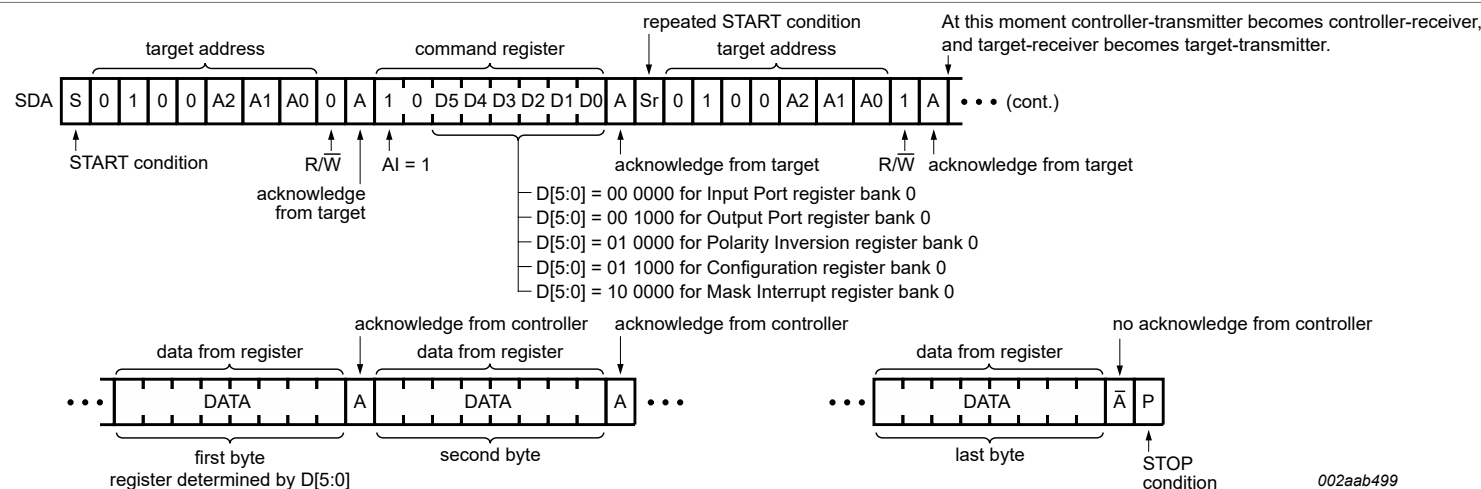 repeated START condition
At this moment controller-transmitter becomes controller-receiver,
and target-receiver becomes target-transmitter.
target address
command register
target address
SDA S 0 1 0 0 A2 A1 A0 0 A 1 0 D5 D4 D3 D2 D1 D0 A Sr 0 1 0 0 A2 A1 A0 1 A • • • (cont.)
START condition
R/W̅
AI = 1
acknowledge from target
R/W̅
acknowledge from target
acknowledge
from target
D[5:0] = 00 0000 for Input Port register bank 0
D[5:0] = 00 1000 for Output Port register bank 0
D[5:0] = 01 0000 for Polarity Inversion register bank 0
D[5:0] = 01 1000 for Configuration register bank 0
D[5:0] = 10 0000 for Mask Interrupt register bank 0
acknowledge from controller
acknowledge from controller
no acknowledge from controller
data from register
data from register
data from register
• • • DATA A DATA A • • • • • • DATA A̅ P
first byte
register determined by D[5:0]
second byte
last byte
STOP
condition
002aab499